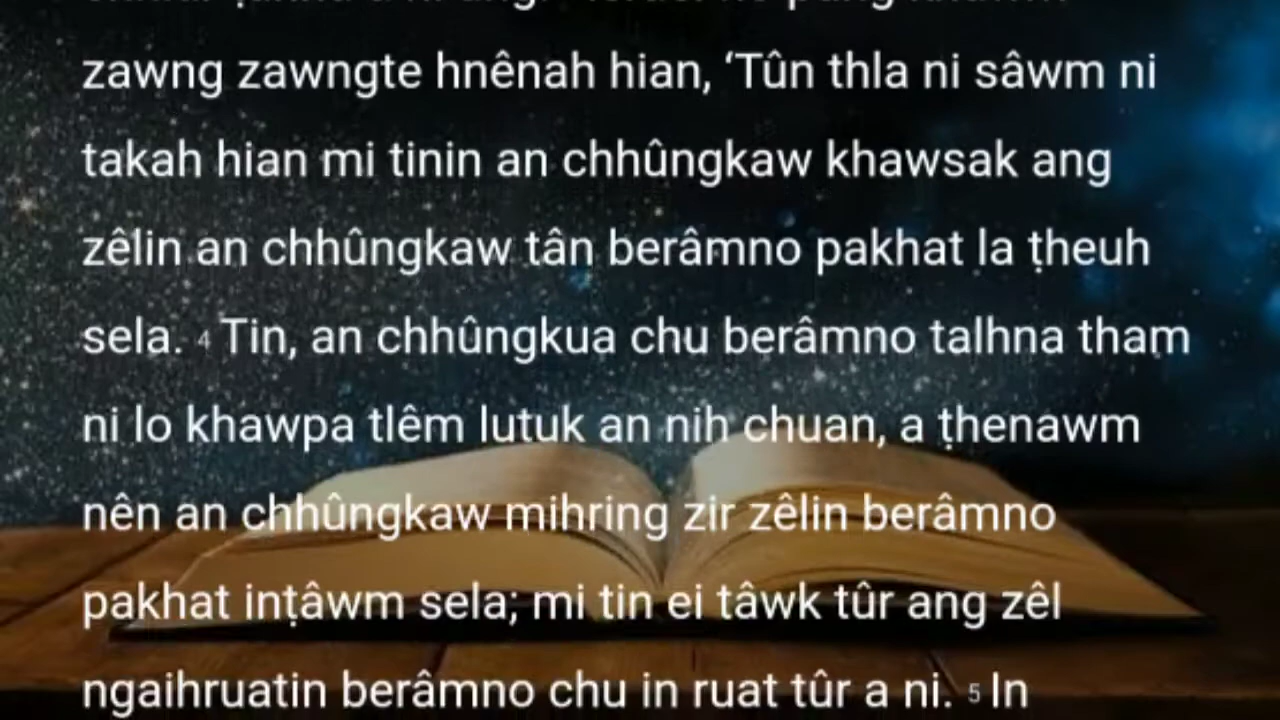 zawng zawngte hnênah hian, ‘Tûn thla ni sâwm ni
takah hian mi tinin an chhûngkaw khawsak ang
zêlin an chhûngkaw tân berâmno pakhat la ṭheuh
sela. 4 Tin, an chhûngkua chu berâmno talhna tham
ni lo khawpa tlêm lutuk an nih chuan, a ṭhenawm
nên an chhûngkaw mihring zir zêlin berâmno
pakhat inṭâwm sela; mi tin ei tâwk tûr ang zêl
ngaihruatin berâmno chu in ruat tûr a ni. 5 In